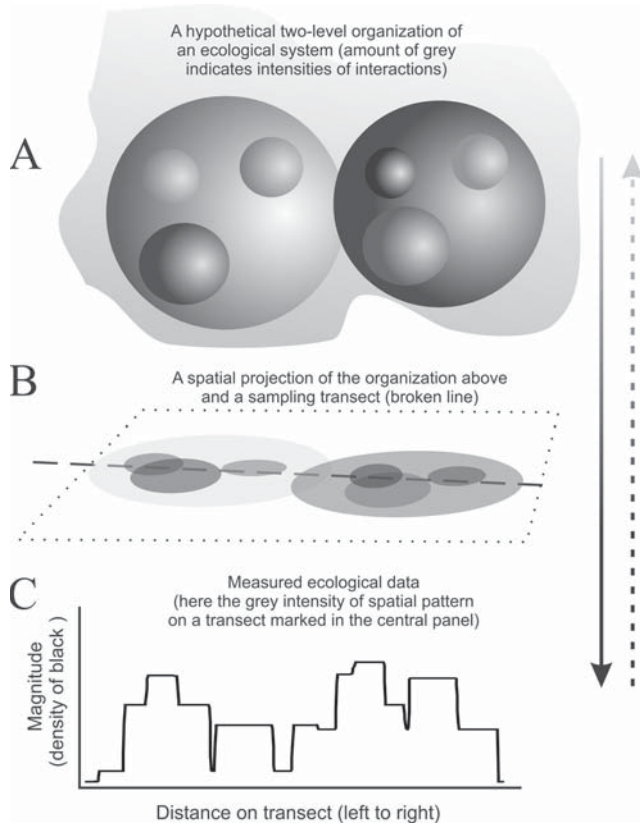 A hypothetical two-level organization of
an ecological system (amount of grey
indicates intensities of interactions)
A
B
A spatial projection of the organization above
and a sampling transect (broken line)
C
Measured ecological data
(here the grey intensity of spatial pattern
on a transect marked in the central panel)
Magnitude
(density of black)
Distance on transect (left to right)